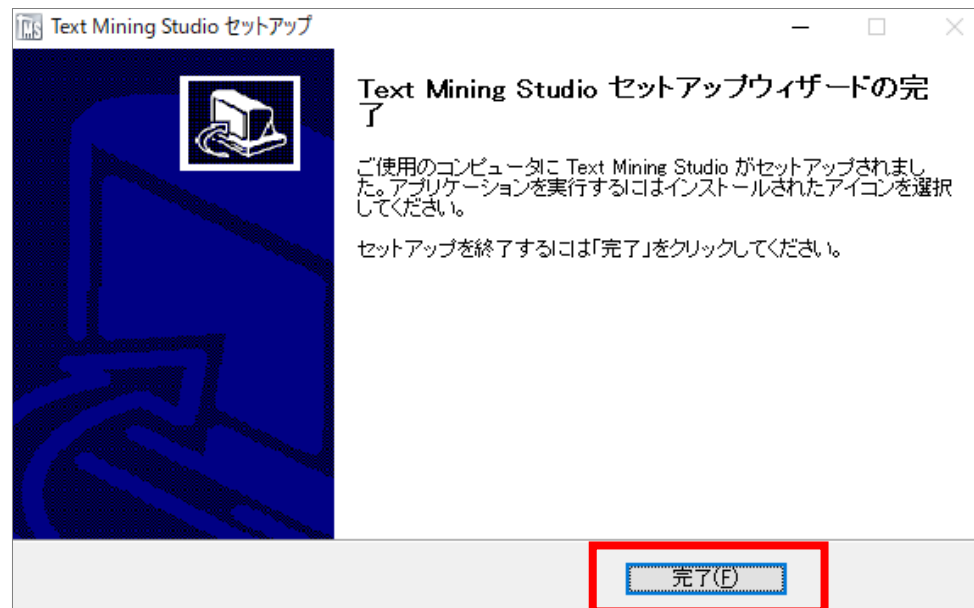 TMS Text Mining Studio セットアップ
Text Mining Studio セットアップウィザードの完
了
ご使用のコンピュータに Text Mining Studio がセットアップされまし
た。アプリケーションを実行するにはインストールされたアイコンを選択
してください。
セットアップを終了するには「完了」をクリックしてください。
完了(F)